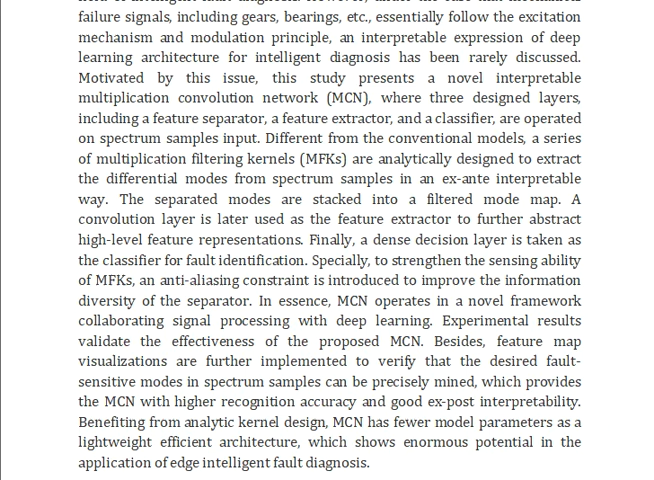 failure signals, including gears, bearings, etc., essentially follow the excitation
mechanism and modulation principle, an interpretable expression of deep
learning architecture for intelligent diagnosis has been rarely discussed.
Motivated by this issue, this study presents a novel interpretable
multiplication convolution network (MCN), where three designed layers,
including a feature separator, a feature extractor, and a classifier, are operated
on spectrum samples input. Different from the conventional models, a series
of multiplication filtering kernels (MFKs) are analytically designed to extract
the differential modes from spectrum samples in an ex-ante interpretable
way. The separated modes are stacked into a filtered mode map. A
convolution layer is later used as the feature extractor to further abstract
high-level feature representations. Finally, a dense decision layer is taken as
the classifier for fault identification. Specially, to strengthen the sensing ability
of MFKs, an anti-aliasing constraint is introduced to improve the information
diversity of the separator. In essence, MCN operates in a novel framework
collaborating signal processing with deep learning. Experimental results
validate the effectiveness of the proposed MCN. Besides, feature map
visualizations are further implemented to verify that the desired fault-
sensitive modes in spectrum samples can be precisely mined, which provides
the MCN with higher recognition accuracy and good ex-post interpretability.
Benefiting from analytic kernel design, MCN has fewer model parameters as a
lightweight efficient architecture, which shows enormous potential in the
application of edge intelligent fault diagnosis.